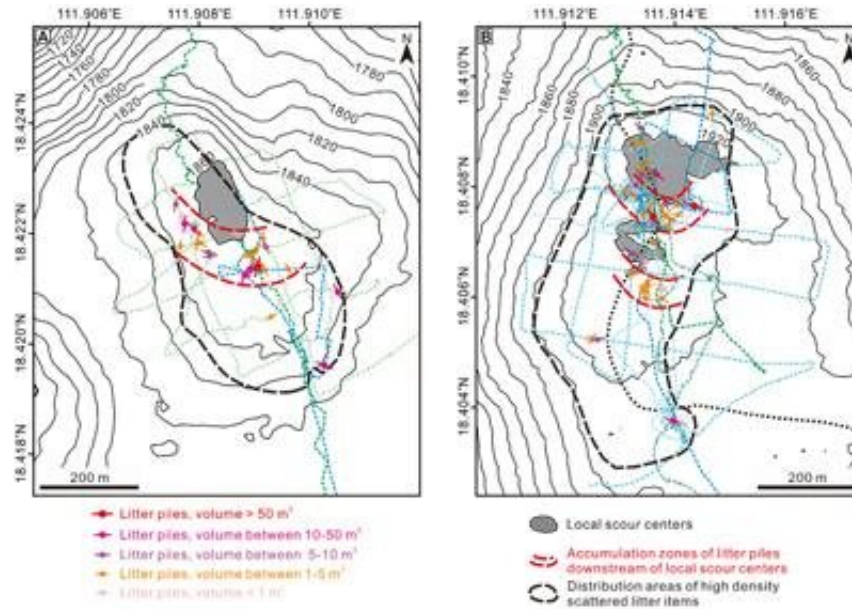 111.906°E 111.908°E 111.910°E
111.912°E 111.914°E 111.916°E
A
N
B
N
1720
1740
1760
1780
1800
1820
1840
1780
1800
1820
1840
1840
1860
1880
1900
1860
1880
1900
1920
18.424°N
18.422°N
18.420°N
18.418°N
18.410°N
18.408°N
18.406°N
18.404°N
200 m
200 m
Litter piles, volume > 50 m³
Litter piles, volume between 10-50 m³
Litter piles, volume between 5-10 m³
Litter piles, volume between 1-5 m³
Litter piles, volume < 1 m³
Local scour centers
Accumulation zones of litter piles
downstream of local scour centers
Distribution areas of high density
scattered litter items